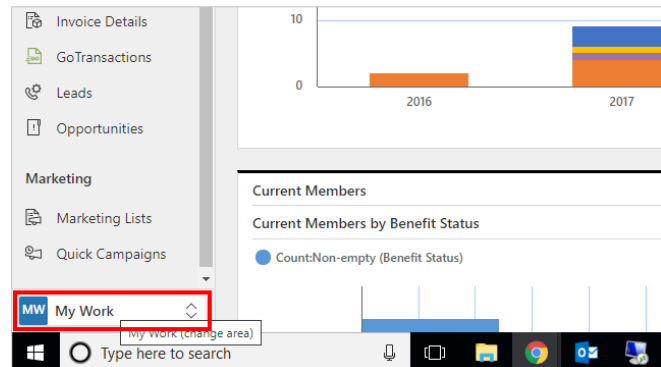 Invoice Details
GoTransactions
Leads
Opportunities
Marketing
Marketing Lists
Quick Campaigns
MW My Work
My Work (change area)
10
0
2016 2017
Current Members
Current Members by Benefit Status
Count:Non-empty (Benefit Status)
Type here to search